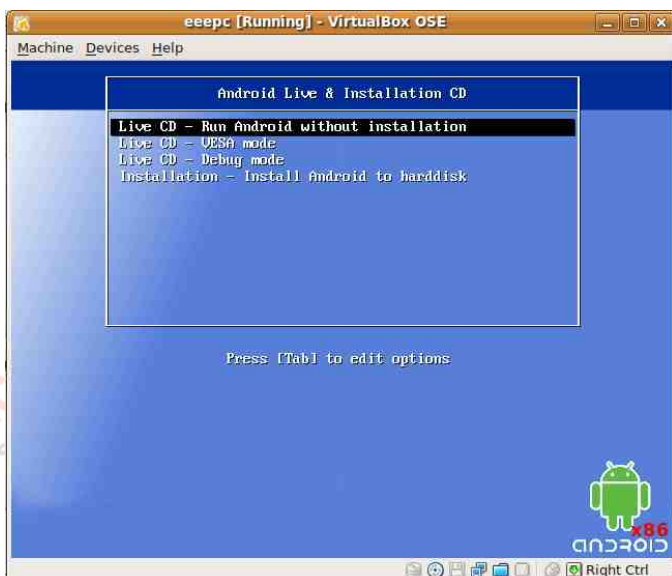 eeepc [Running] - VirtualBox OSE
Machine Devices Help
Android Live & Installation CD
Live CD - Run Android without installation
Live CD - VESA mode
Live CD - Debug mode
Installation - Install Android to harddisk
Press [Tab] to edit options
x86
ANDROID
Right Ctrl